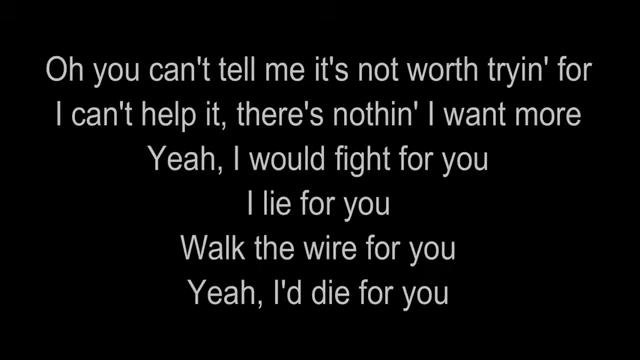 Oh you can't tell me it's not worth tryin' for
I can't help it, there's nothin' I want more
Yeah, I would fight for you
I lie for you
Walk the wire for you
Yeah, I'd die for you